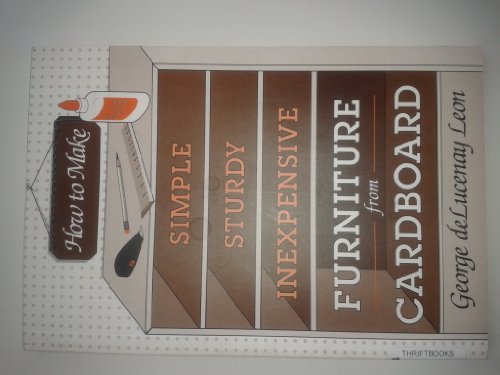 How to Make
SIMPLE
STURDY
INEXPENSIVE
FURNITURE
from
CARDBOARD
George deLucenay Leon
THRIFTBOOKS